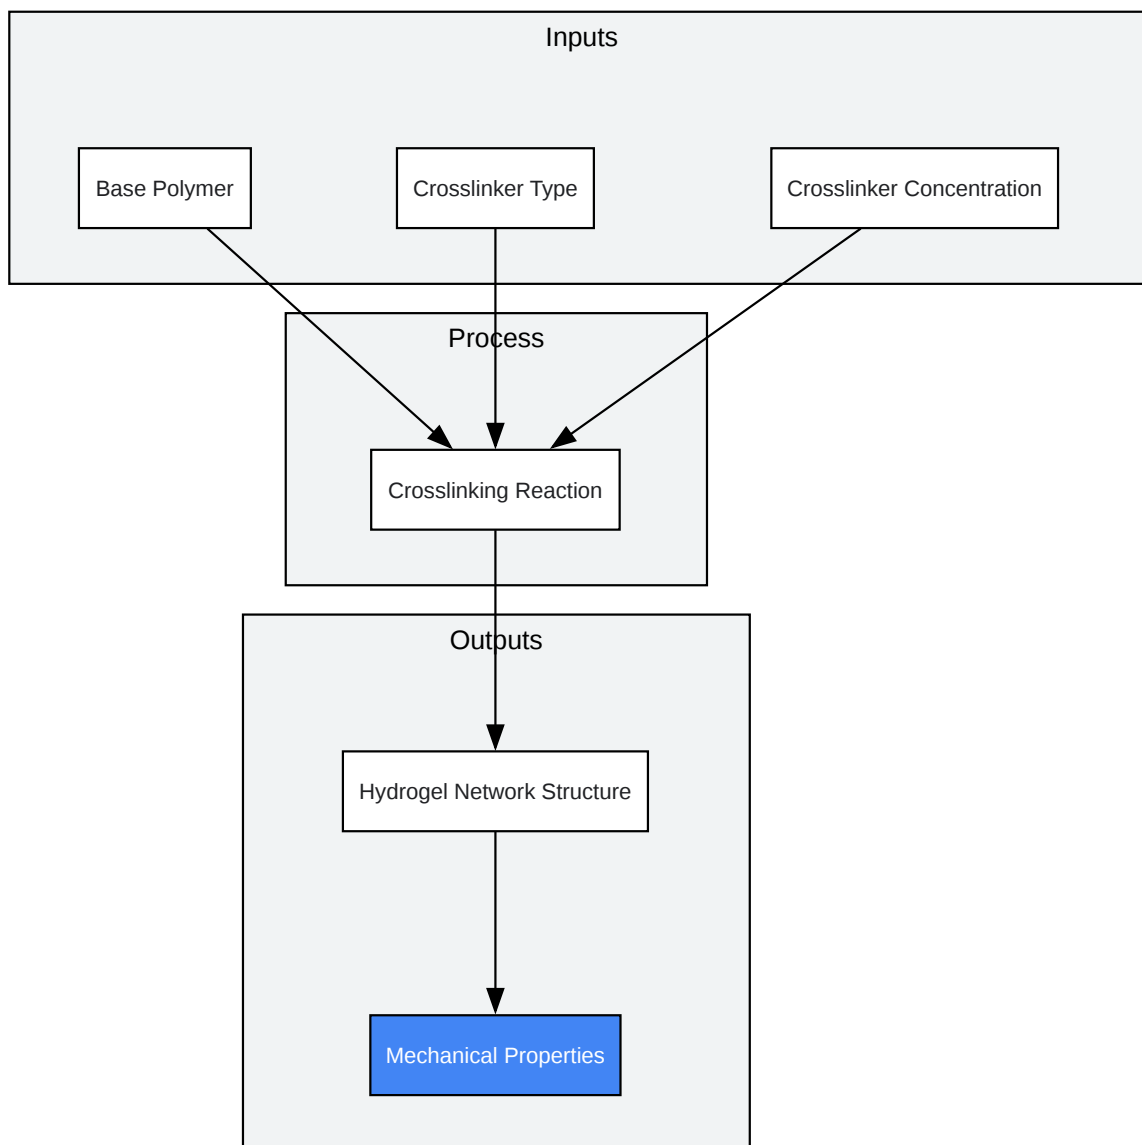 Inputs
Base Polymer
Crosslinker Type
Crosslinker Concentration
Process
Crosslinking Reaction
Outputs
Hydrogel Network Structure
Mechanical Properties